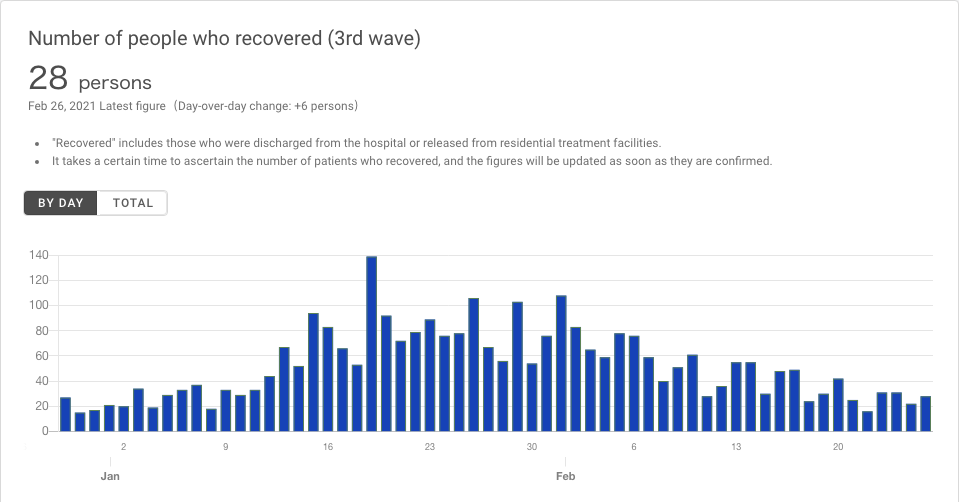 Number of people who recovered (3rd wave)
28 persons
Feb 26, 2021 Latest figure (Day-over-day change: +6 persons)
• "Recovered" includes those who were discharged from the hospital or released from residential treatment facilities.
• It takes a certain time to ascertain the number of patients who recovered, and the figures will be updated as soon as they are confirmed.
BY DAY TOTAL
140
120
100
80
60
40
20
0
2 9 16 23 30 6 13 20
Jan Feb